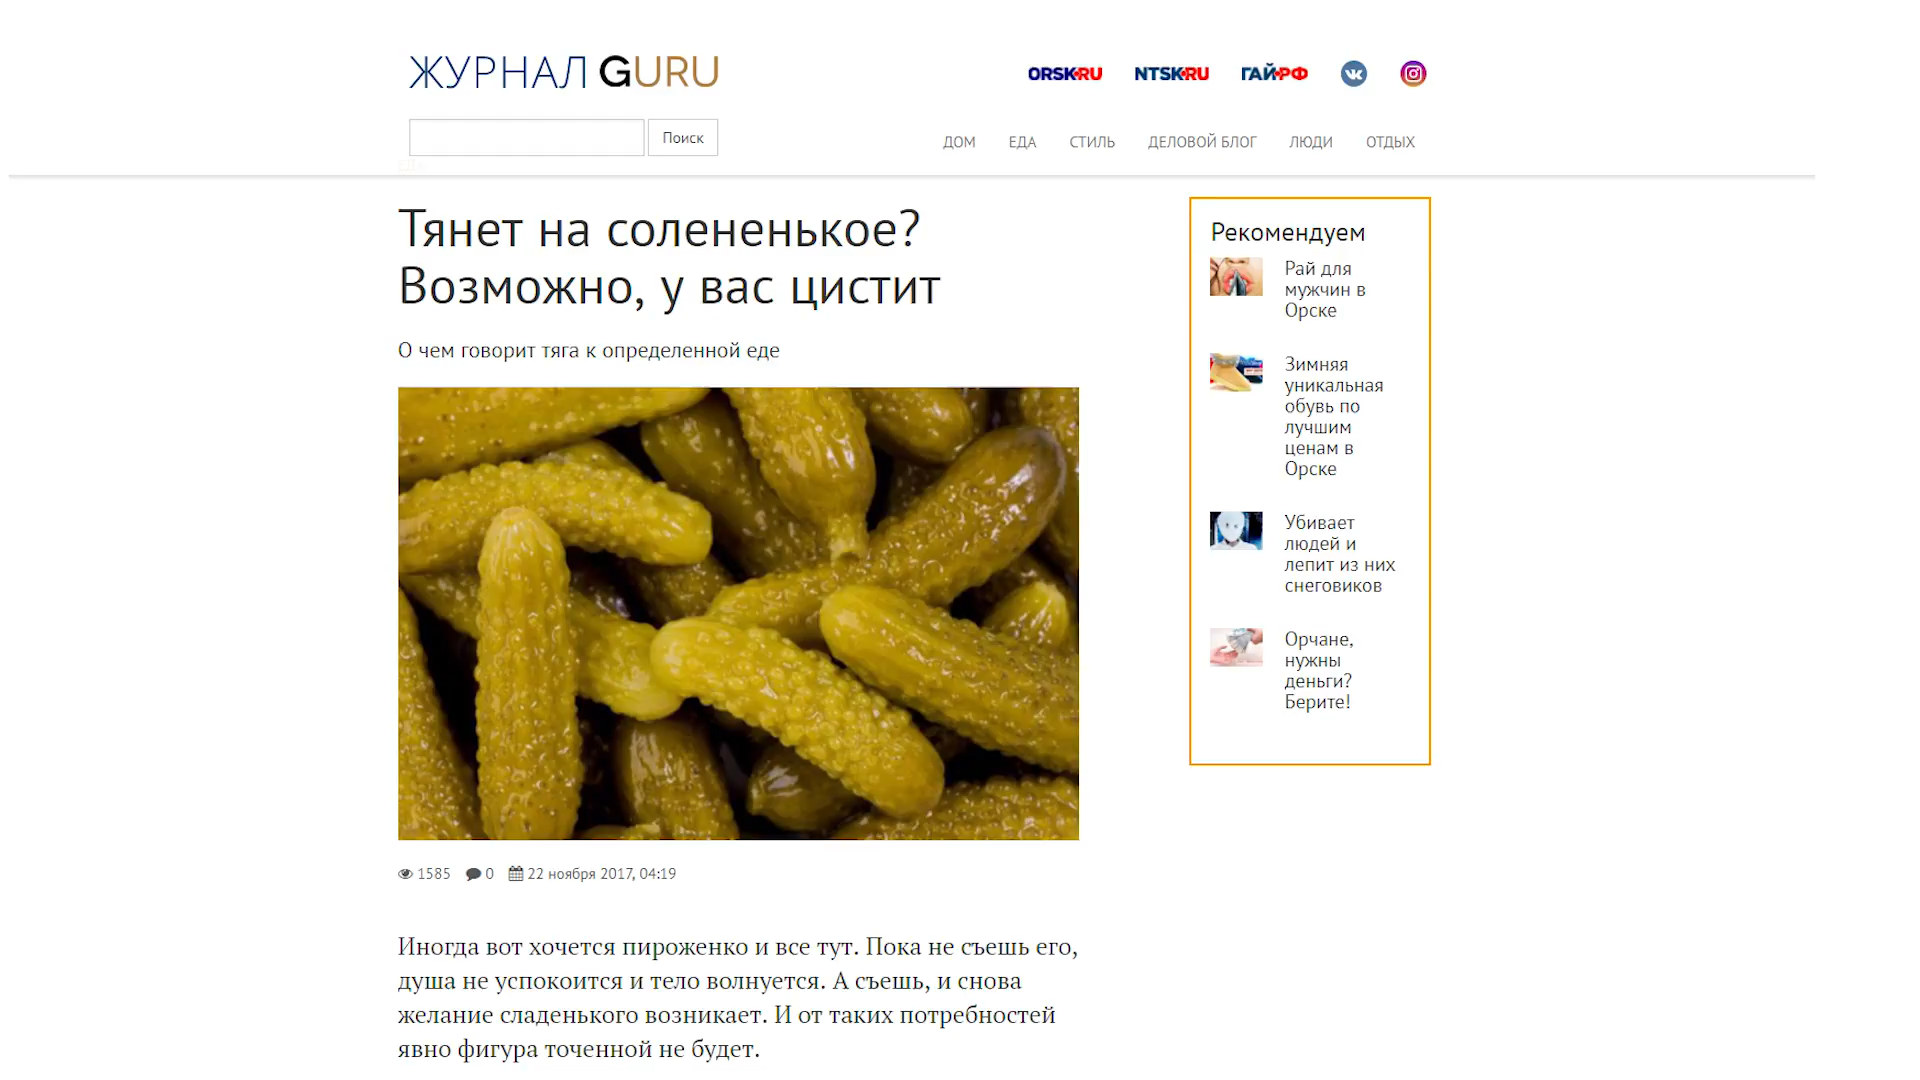 ЖУРНАЛ GURU
ORSK.RU NTSK.RU ГАЙ.РФ
Поиск
ДОМ ЕДА СТИЛЬ ДЕЛОВОЙ БЛОГ ЛЮДИ ОТДЫХ
Тянет на солененькое?
Возможно, у вас цистит
О чем говорит тяга к определенной еде
1585 0 22 ноября 2017, 04:19
Иногда вот хочется пироженко и все тут. Пока не съешь его,
душа не успокоится и тело волнуется. А съешь, и снова
желание сладенького возникает. И от таких потребностей
явно фигура точенной не будет.
Рекомендуем
Рай для
мужчин в
Орске
Зимняя
уникальная
обувь по
лучшим
ценам в
Орске
Убивает
людей и
лепит из них
снеговиков
Орчане,
нужны
деньги?
Берите!